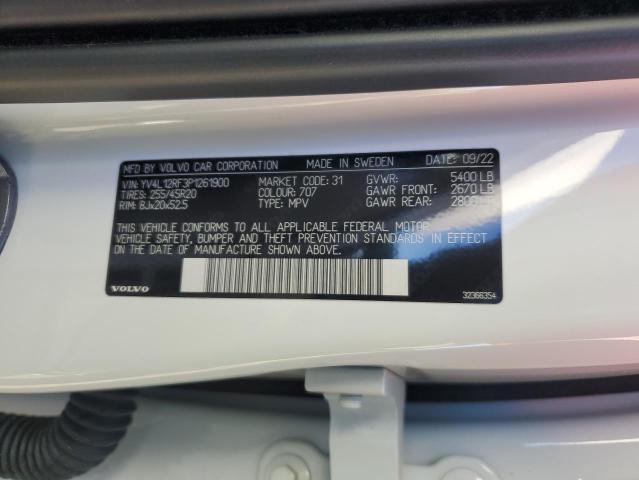 MFD BY VOLVO CAR CORPORATION MADE IN SWEDEN DATE: 09/22
VIN: YV4L12RF3P1261900 MARKET CODE: 31 GVWR: 5400 LB
TIRES: 255/45R20 COLOUR: 707 GAWR FRONT: 2670 LB
RIM: 8Jx20x52.5 TYPE: MPV GAWR REAR: LB
THIS VEHICLE CONFORMS TO ALL APPLICABLE FEDERAL MOTOR
VEHICLE SAFETY, BUMPER AND THEFT PREVENTION STANDARDS IN EFFECT
ON THE DATE OF MANUFACTURE SHOWN ABOVE.
VOLVO 32366354